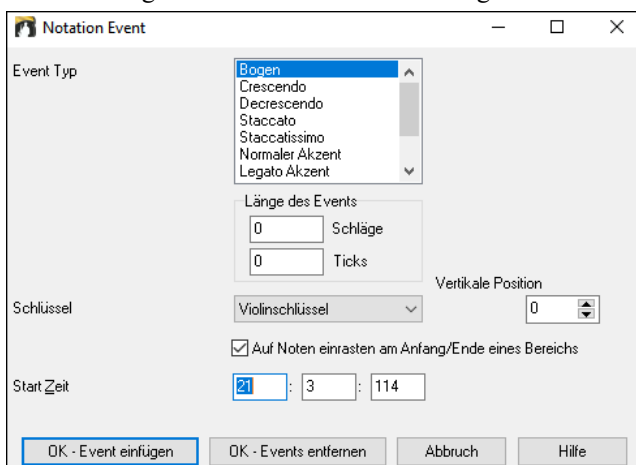 Notation Event
Event Typ
Bogen
Crescendo
Decrescendo
Staccato
Staccatissimo
Normaler Akzent
Legato Akzent
Länge des Events
0 Schläge
0 Ticks
Vertikale Position
Schlüssel Violinschlüssel 0
Auf Noten einrasten am Anfang/Ende eines Bereichs
Start Zeit 21 : 3 : 114
OK - Event einfügen OK - Events entfernen Abbruch Hilfe